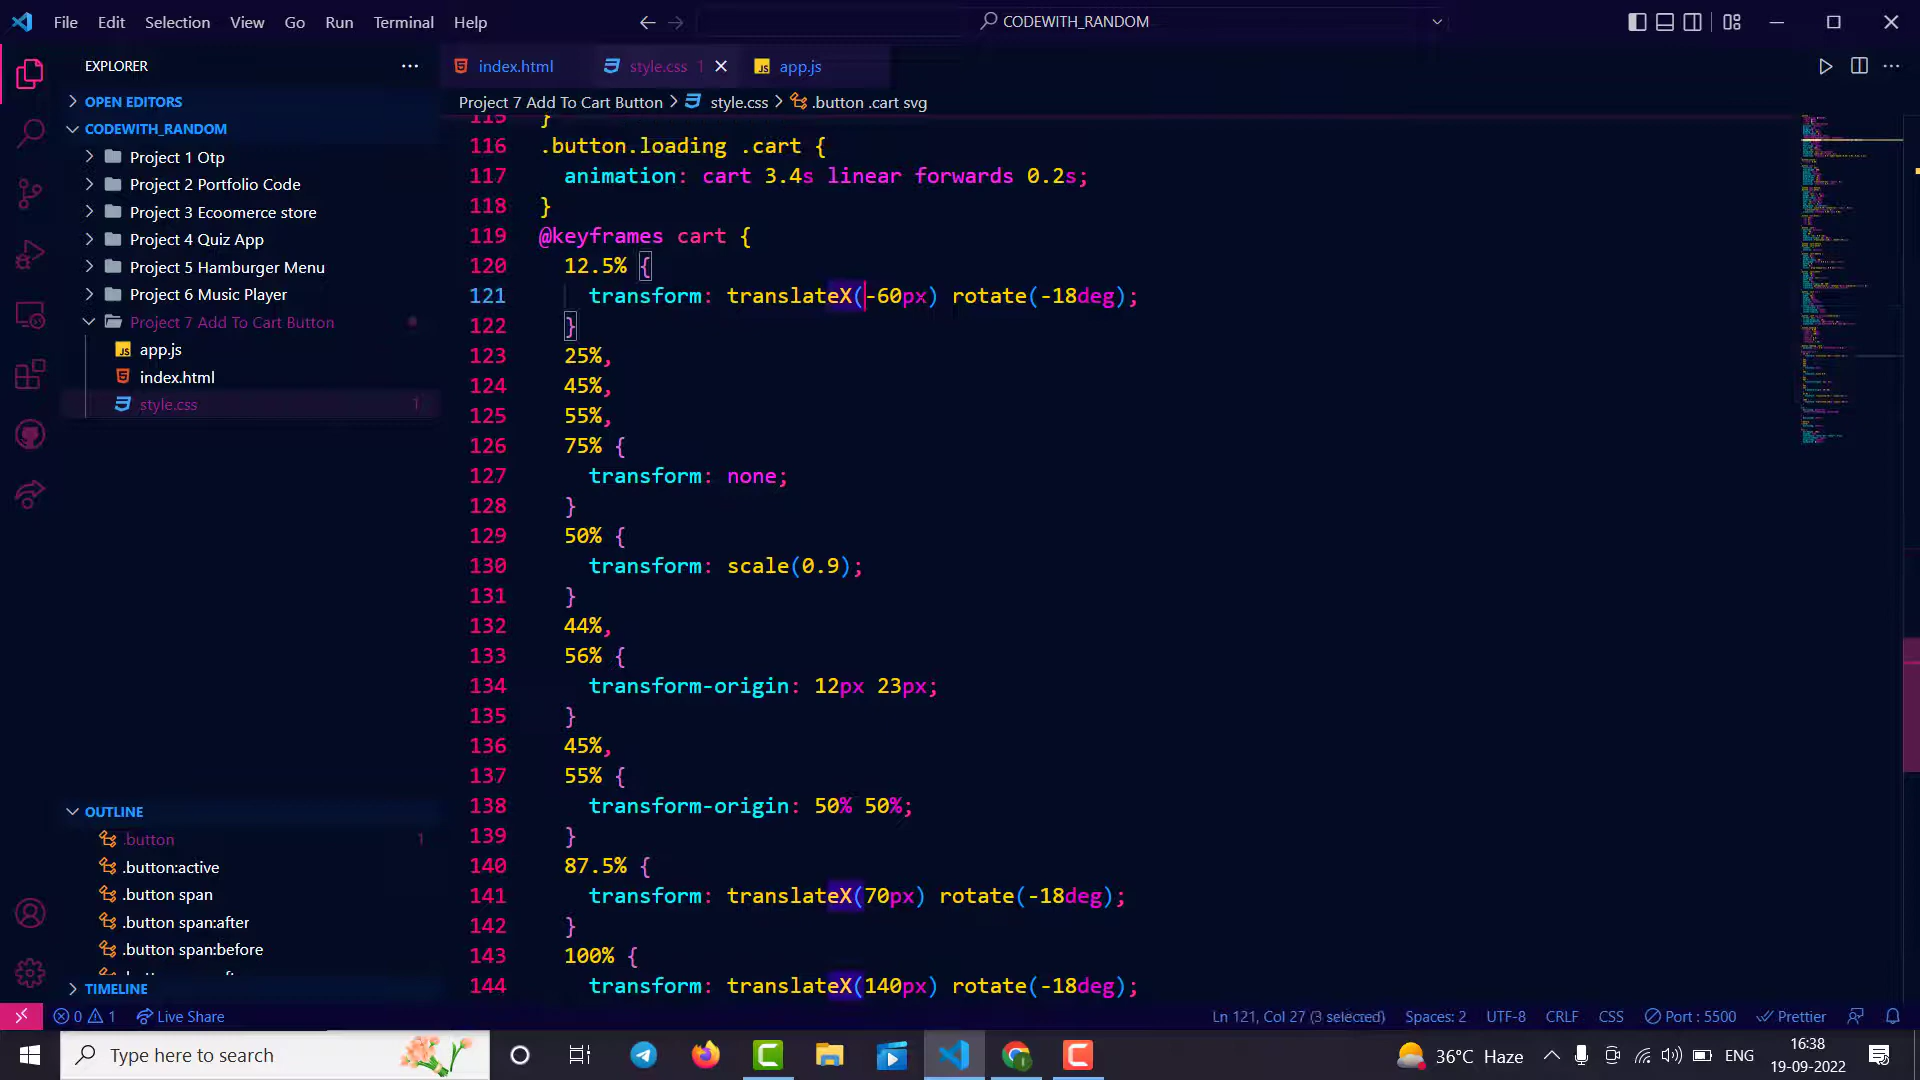 File Edit Selection View Go Run Terminal Help
CODEWITH_RANDOM
EXPLORER
OPEN EDITORS
CODEWITH_RANDOM
Project 1 Otp
Project 2 Portfolio Code
Project 3 Ecoomerce store
Project 4 Quiz App
Project 5 Hamburger Menu
Project 6 Music Player
Project 7 Add To Cart Button
app.js
index.html
style.css 1
OUTLINE
.button 1
.button:active
.button span
.button span:after
.button span:before
TIMELINE
index.html
style.css 1
app.js
Project 7 Add To Cart Button > style.css > .button .cart svg
115 }
116 .button.loading .cart {
117 animation: cart 3.4s linear forwards 0.2s;
118 }
119 @keyframes cart {
120 12.5% {
121 transform: translateX(-60px) rotate(-18deg);
122 }
123 25%,
124 45%,
125 55%,
126 75% {
127 transform: none;
128 }
129 50% {
130 transform: scale(0.9);
131 }
132 44%,
133 56% {
134 transform-origin: 12px 23px;
135 }
136 45%,
137 55% {
138 transform-origin: 50% 50%;
139 }
140 87.5% {
141 transform: translateX(70px) rotate(-18deg);
142 }
143 100% {
144 transform: translateX(140px) rotate(-18deg);
0 1 Live Share
Ln 121, Col 27 (3 selected) Spaces: 2 UTF-8 CRLF CSS Port : 5500 Prettier
Type here to search
36°C Haze
ENG
16:38
19-09-2022